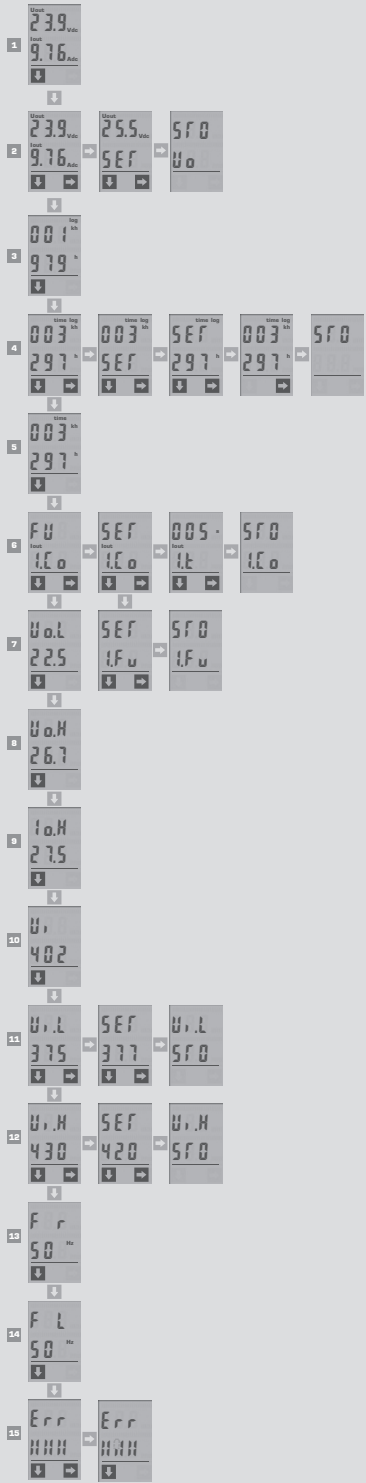 Uout
23.9 Vdc
Iout
9.76 Adc
1
Uout Uout
23.9 Vdc 25.5 Vdc STO
Iout
9.76 Adc SET Uo
2
log
001 kh
979 h
3
time log time log time log time log
003 kh 003 kh SET 003 kh STO
297 h SET 297 h 297 h
4
time
003 kh
297 h
5
FU SET 005 s STO
Iout Iout Iout
I.Co I.Co I.t I.Co
6
Uo.L SET STO
22.5 I.Fu I.Fu
7
Uo.H
26.7
8
Io.H
27.5
9
Ui
402
10
Ui.L SET Ui.L
375 377 STO
11
Ui.H SET Ui.H
430 420 STO
12
F r
50 Hz
13
F L
50 Hz
14
Err Err
15